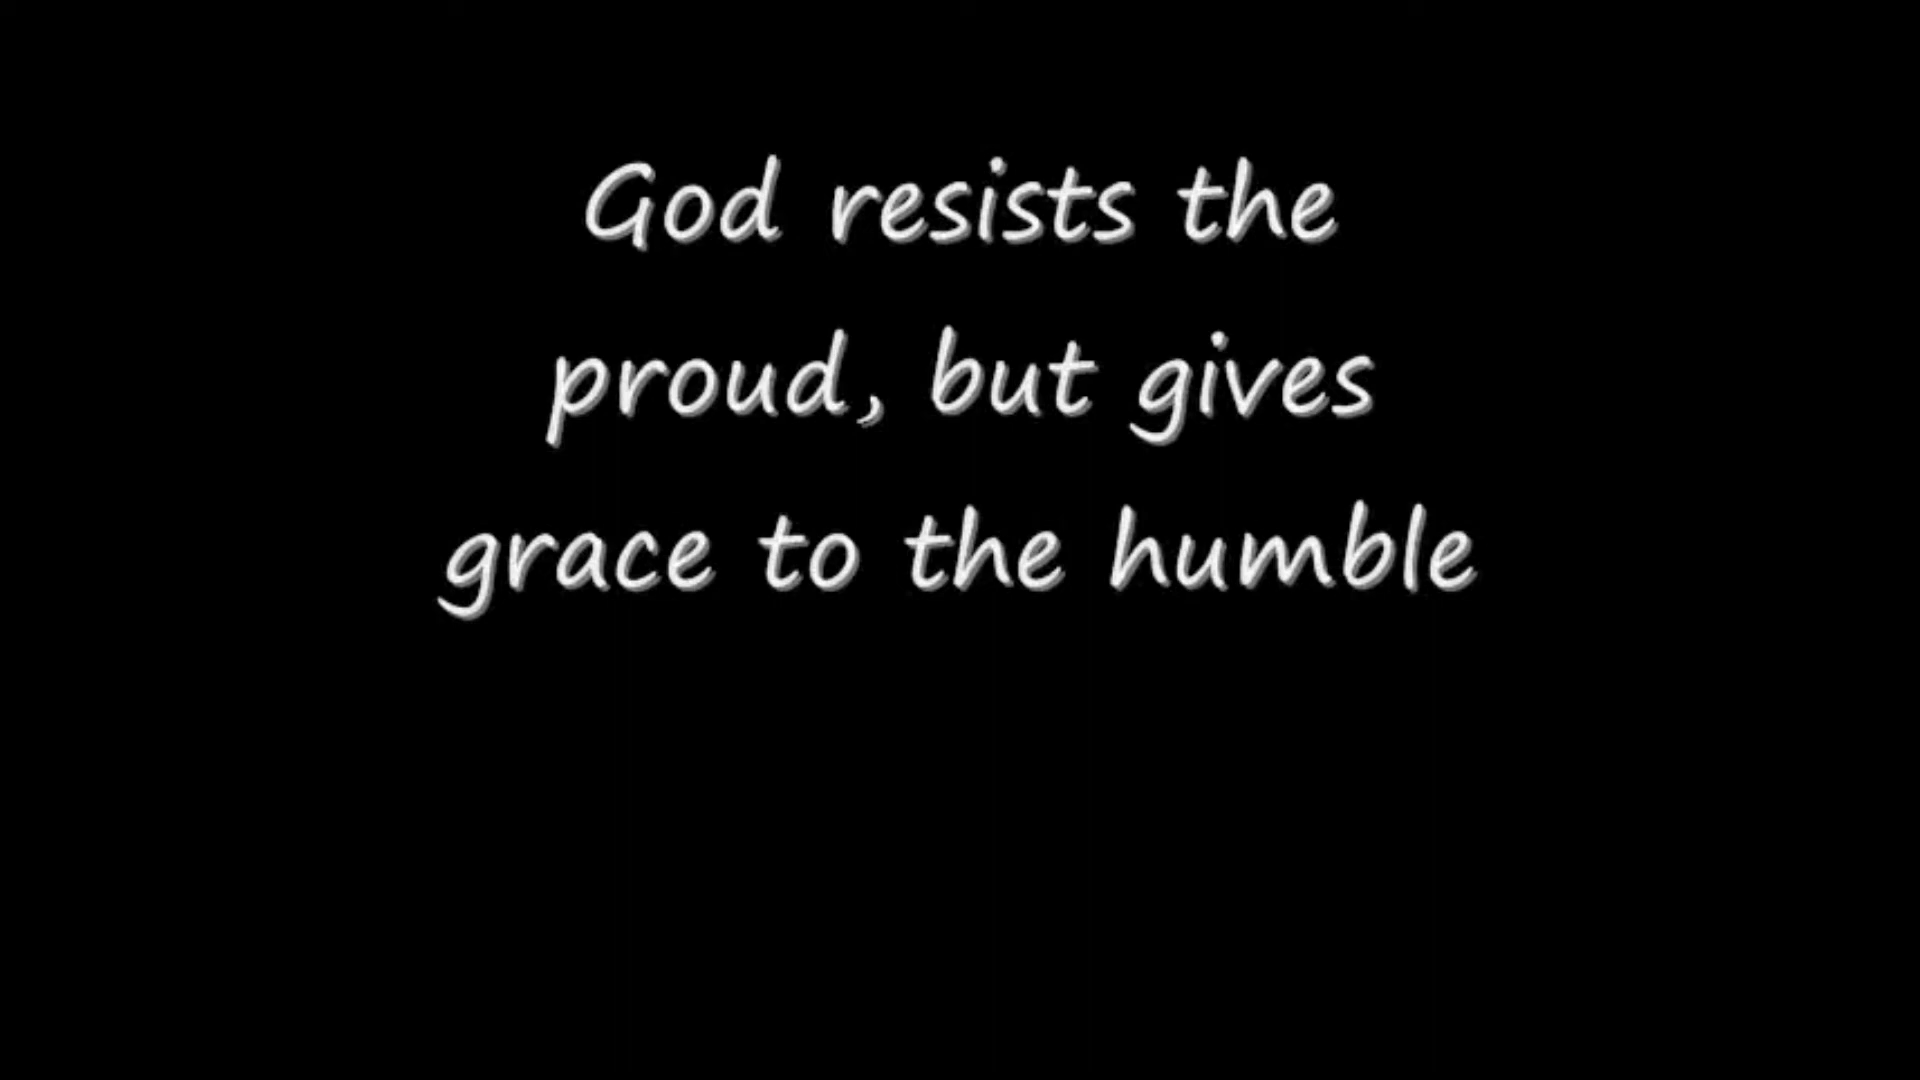 God resists the
proud, but gives
grace to the humble